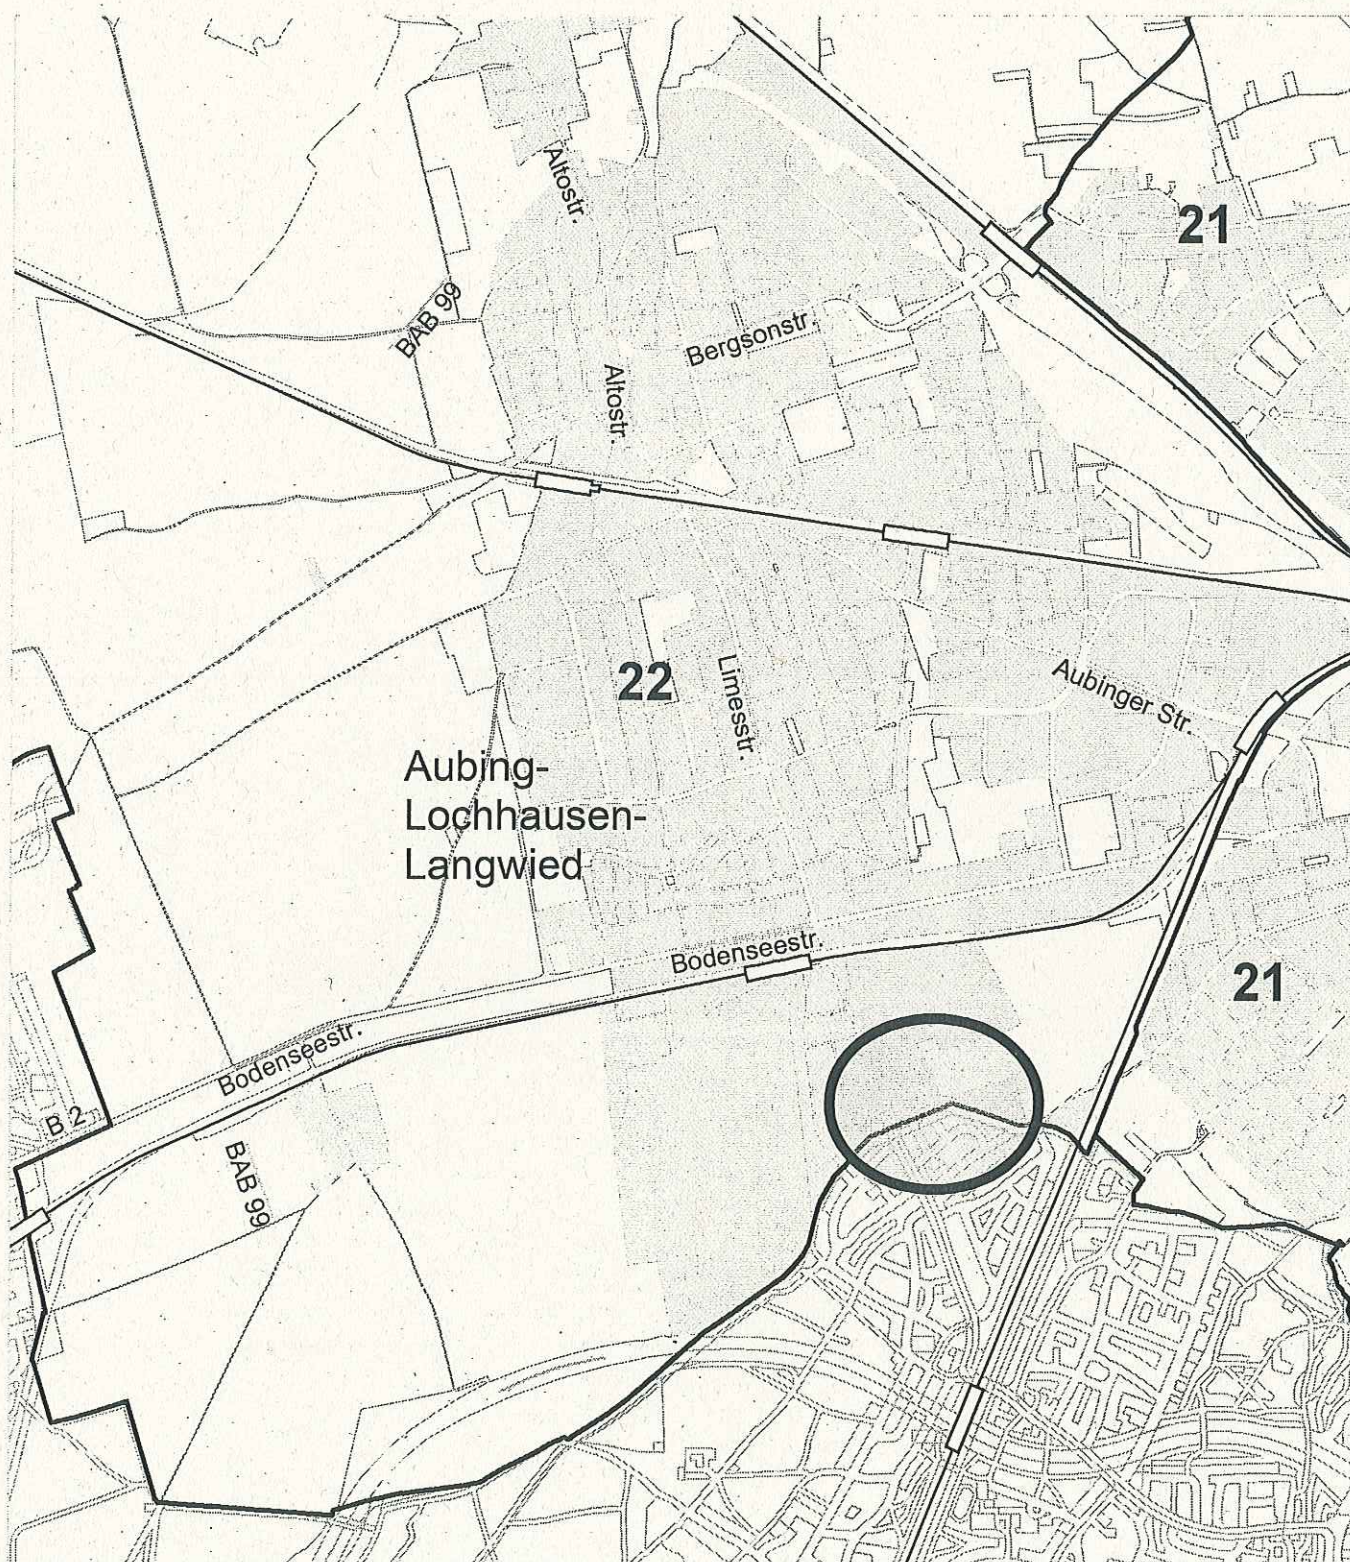 Altostr.
21
BAB 99
Bergsonstr.
Altostr.
22
Limesstr.
Aubinger Str.
Aubing-
Lochhausen-
Langwied
Bodenseestr.
21
Bodenseestr.
B 2
BAB 99